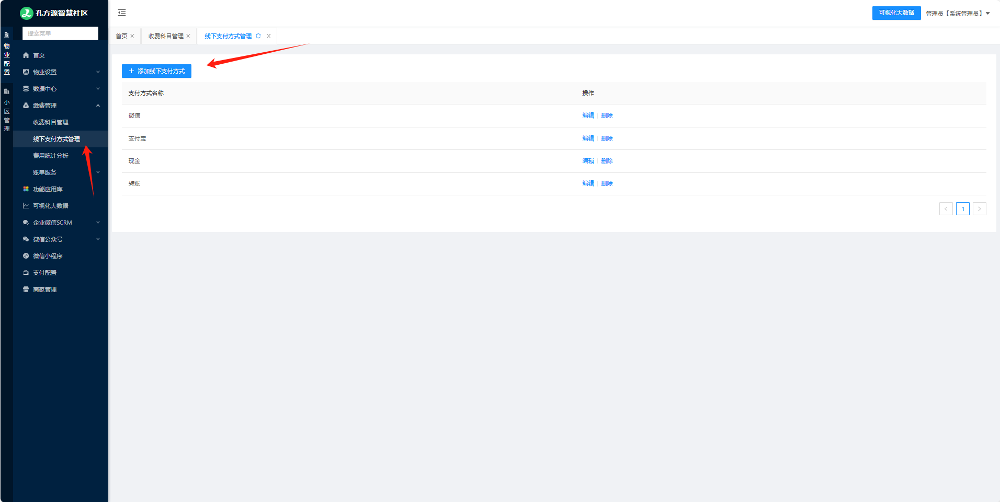 孔方源智慧社区
搜索菜单
物业配置
小区管理
首页
物业设置
数据中心
缴费管理
收费科目管理
线下支付方式管理
费用统计分析
账单服务
功能应用库
可视化大数据
企业微信SCRM
微信公众号
微信小程序
支付配置
商家管理
可视化大数据 管理员【系统管理员】
首页 收费科目管理 线下支付方式管理
添加线下支付方式
支付方式名称 操作
微信 编辑 删除
支付宝 编辑 删除
现金 编辑 删除
转账 编辑 删除
1